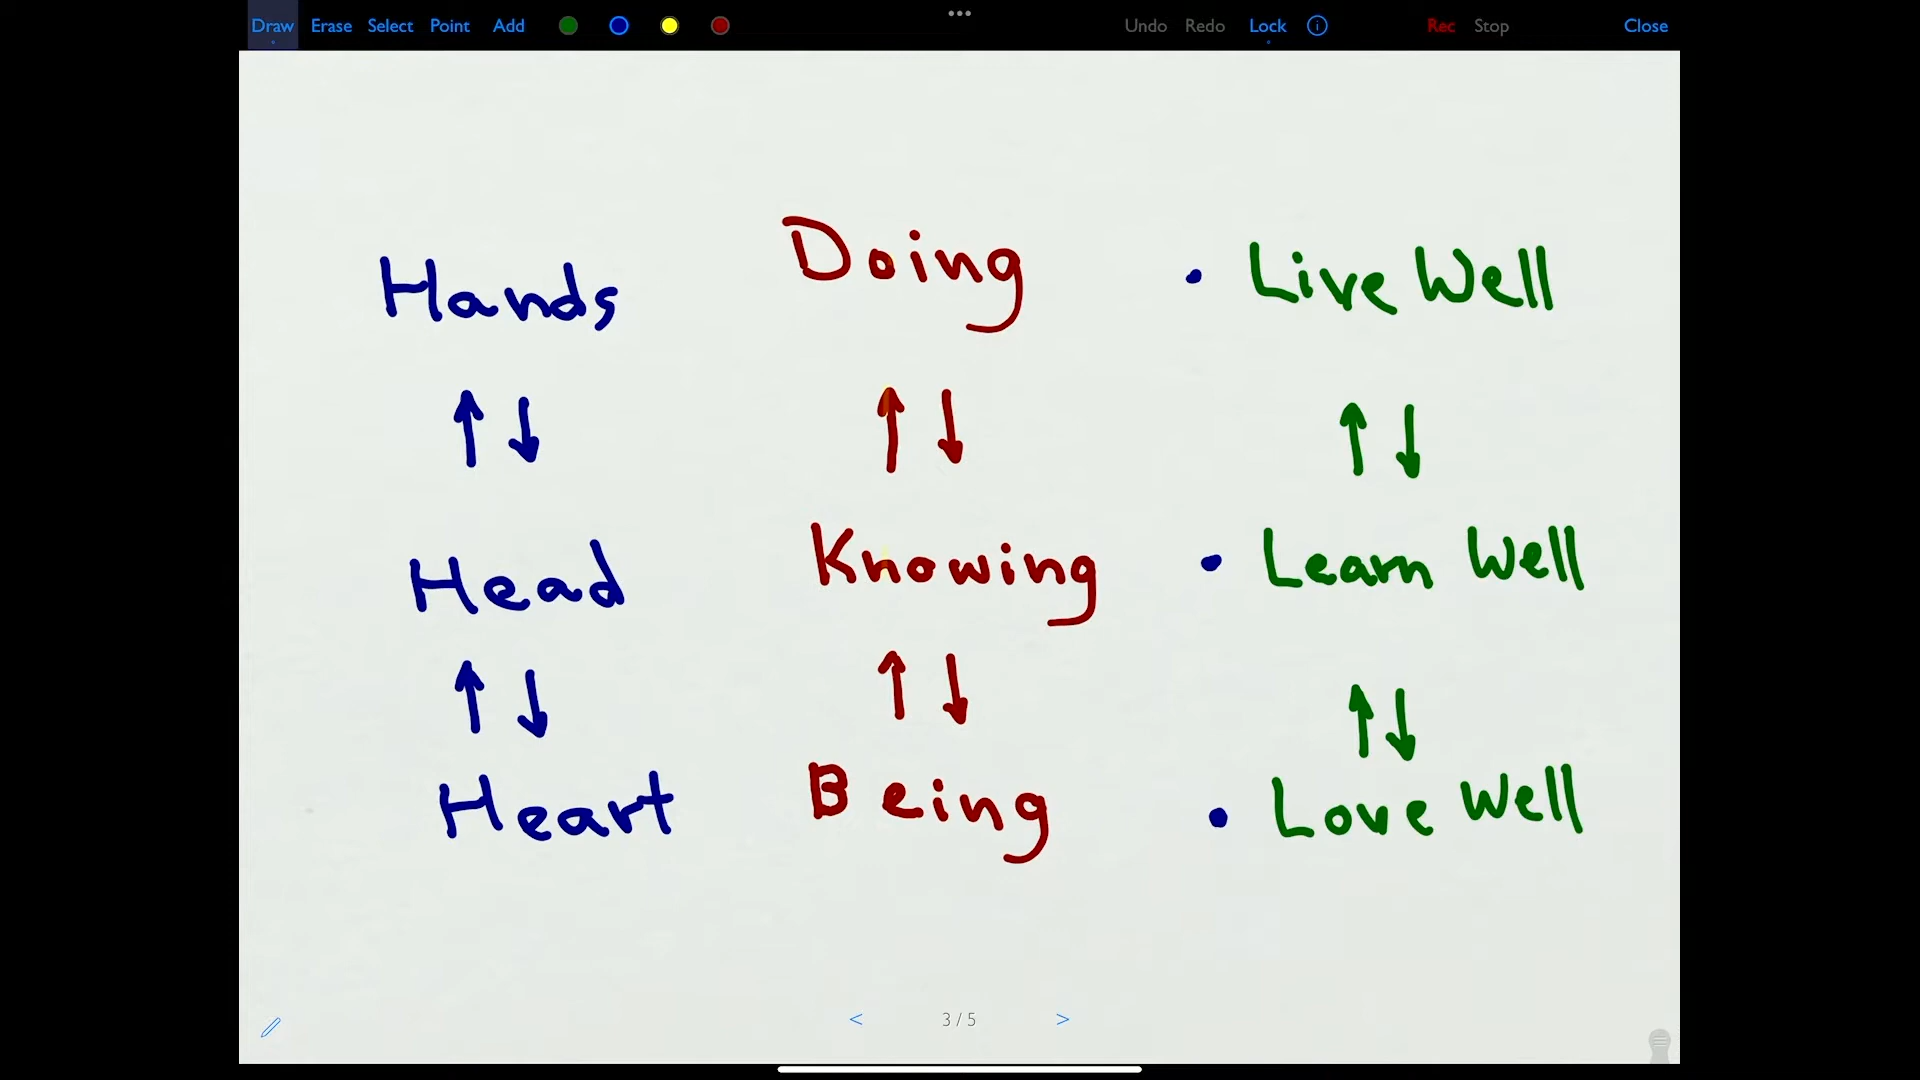 Draw Erase Select Point Add ••• Undo Redo Lock i Rec Stop Close
Hands Doing • Live Well
↑ ↓ ↑ ↓ ↑ ↓
Head Knowing • Learn Well
↑ ↓ ↑ ↓ ↑ ↓
Heart Being • Love Well
< 3 / 5 >